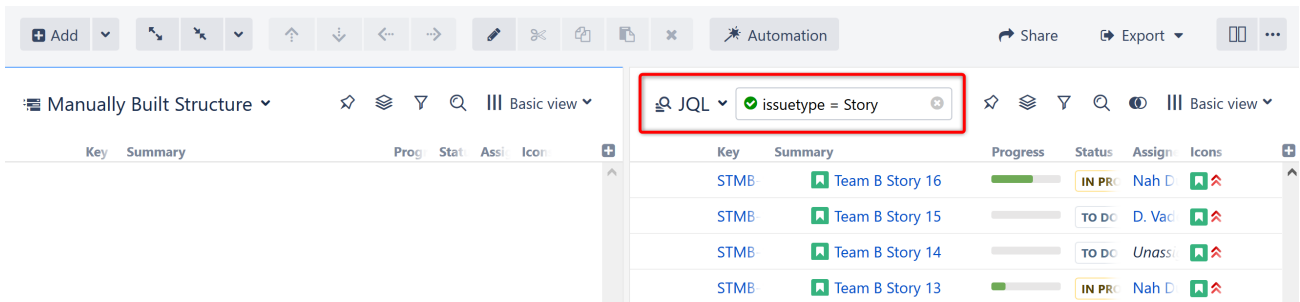 Add
Automation
Share
Export
Manually Built Structure
Basic view
JQL
issuetype = Story
Basic view
Key Summary Prog Stat Assi Icon
Key Summary Progress Status Assign Icons
STMB- Team B Story 16 IN PRO Nah D
STMB- Team B Story 15 TO DO D. Vad
STMB- Team B Story 14 TO DO Unass
STMB- Team B Story 13 IN PRO Nah D